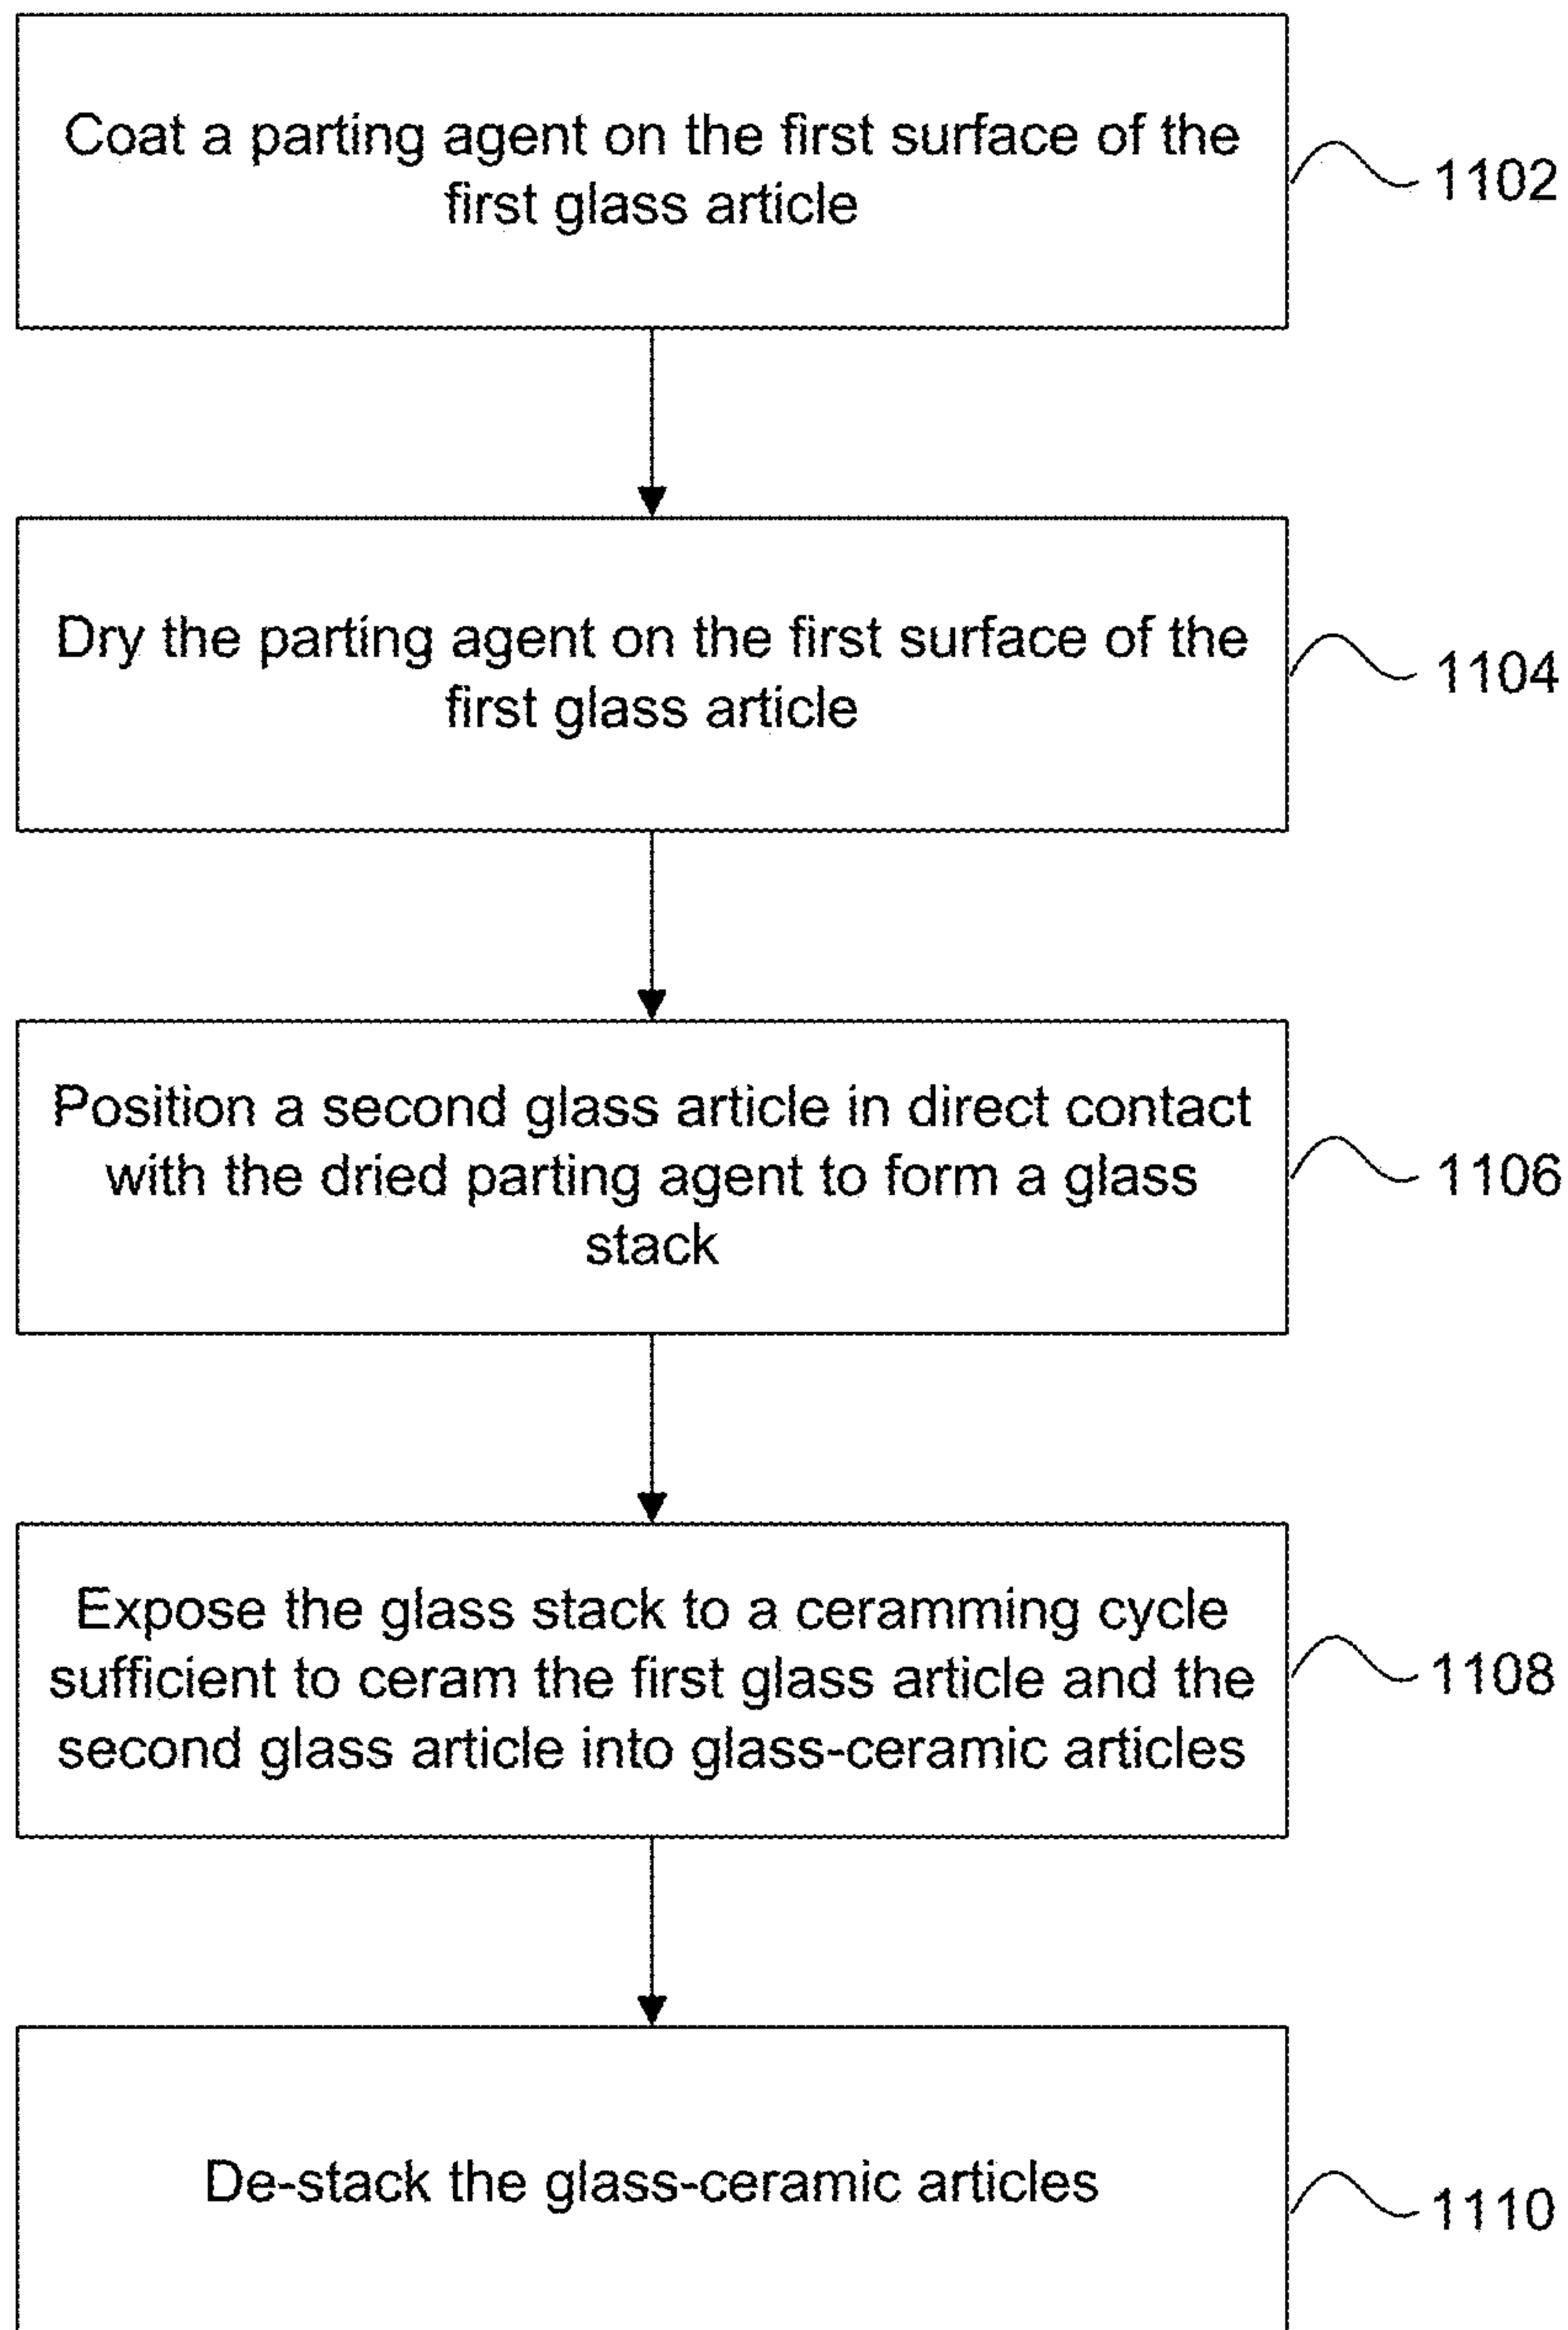 Coat a parting agent on the first surface of the
first glass article
1102
Dry the parting agent on the first surface of the
first glass article
1104
Position a second glass article in direct contact
with the dried parting agent to form a glass
stack
1106
Expose the glass stack to a ceramming cycle
sufficient to ceram the first glass article and the
second glass article into glass-ceramic articles
1108
De-stack the glass-ceramic articles
1110